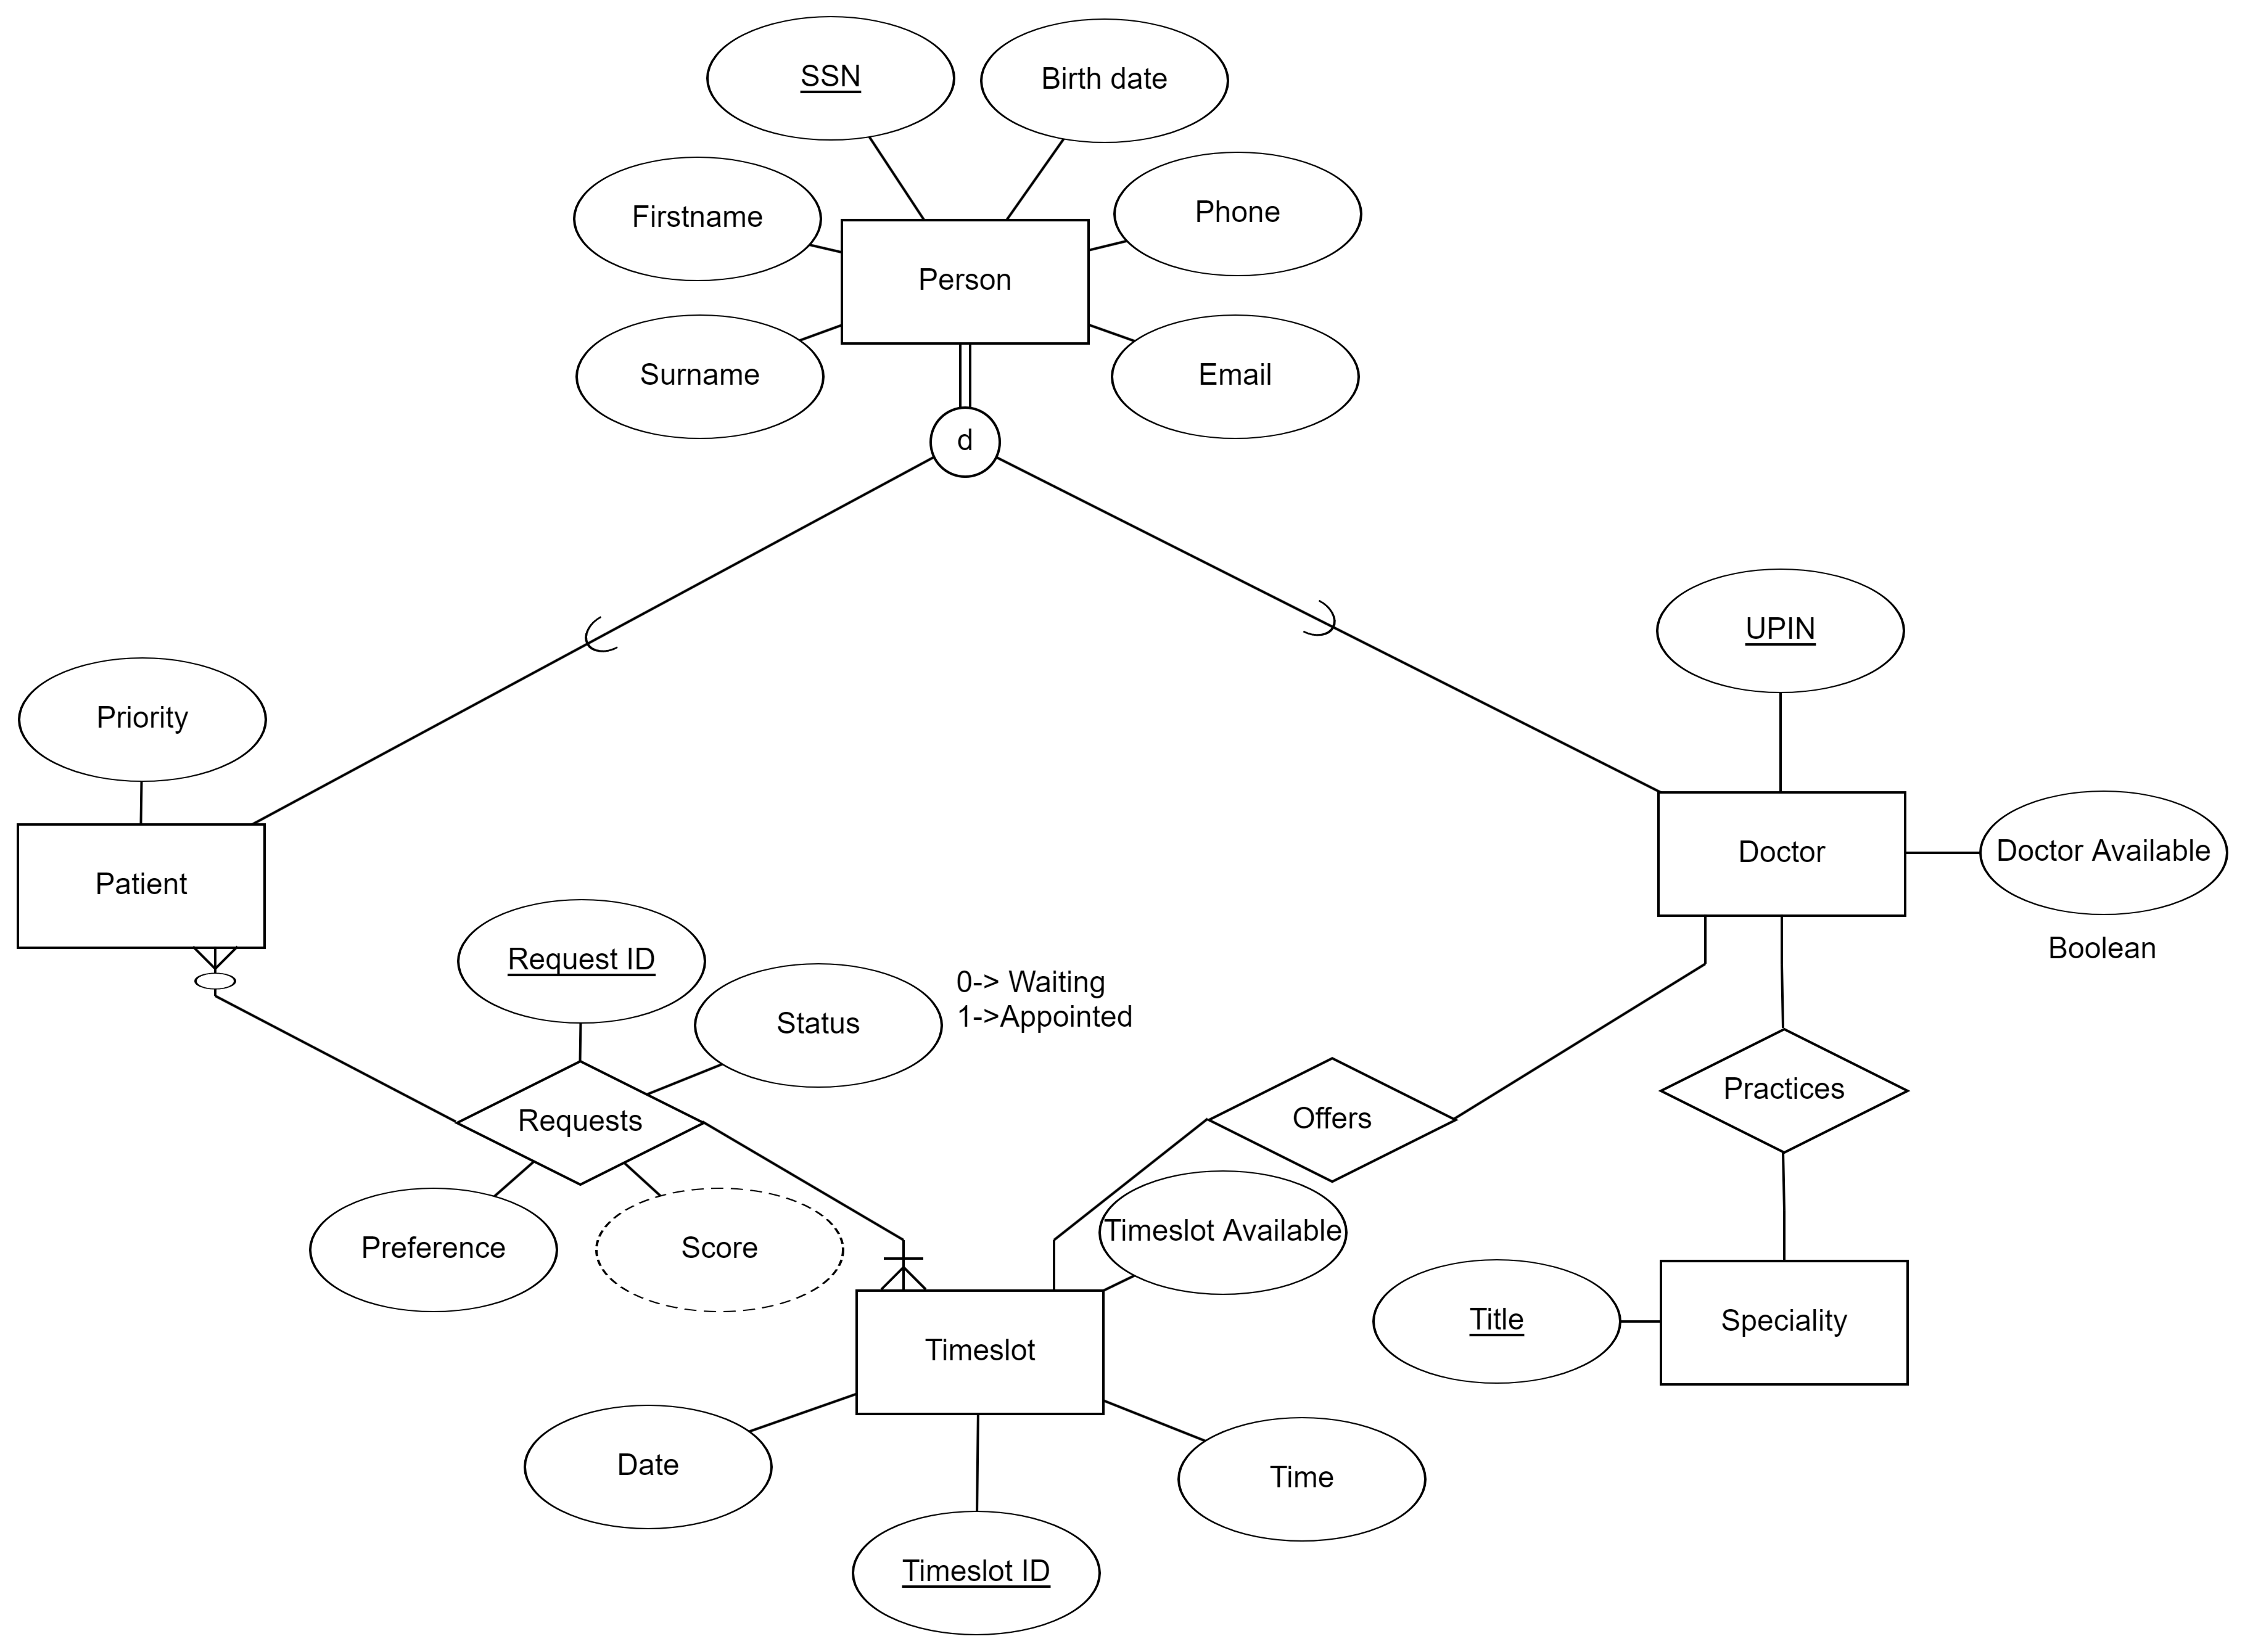 SSN
Birth date
Firstname
Phone
Person
Surname
Email
d
UPIN
Priority
Doctor
Doctor Available
Patient
Boolean
Request ID
0-> Waiting
1->Appointed
Status
Requests
Offers
Practices
Preference
Score
Timeslot Available
Title
Speciality
Timeslot
Date
Time
Timeslot ID